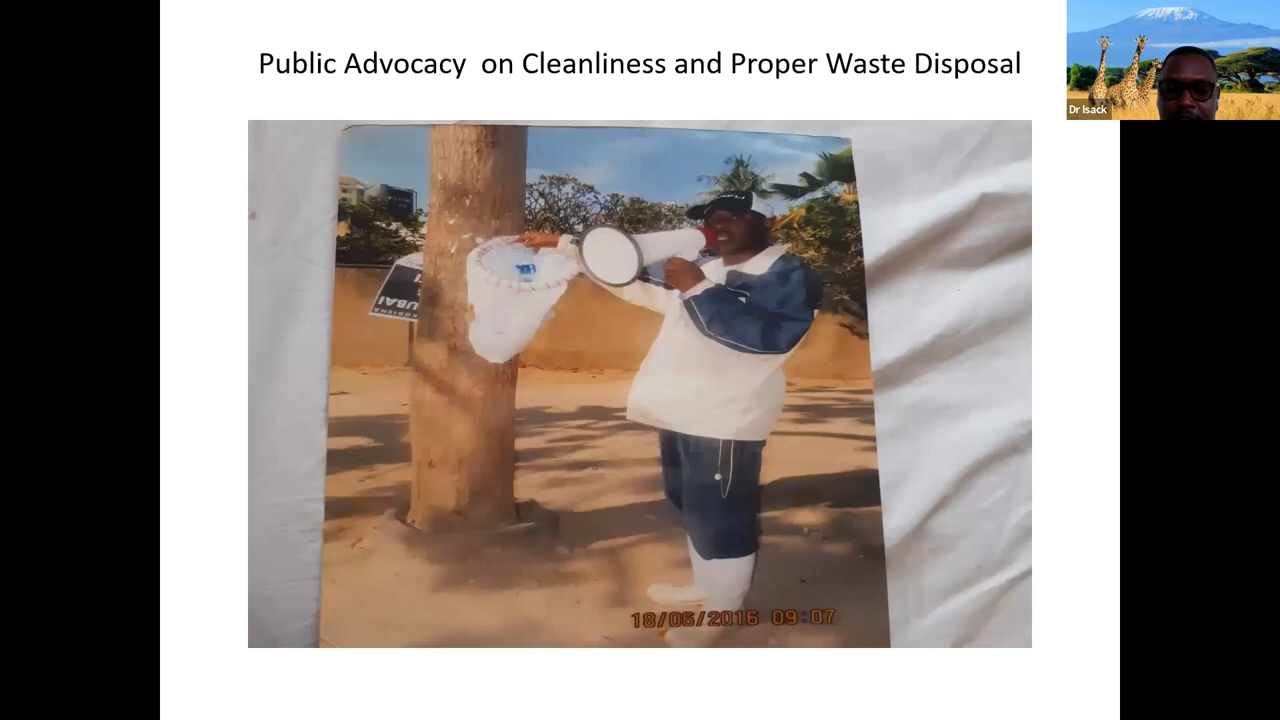 Public Advocacy on Cleanliness and Proper Waste Disposal
Dr Isack
18/06/2016 09:07